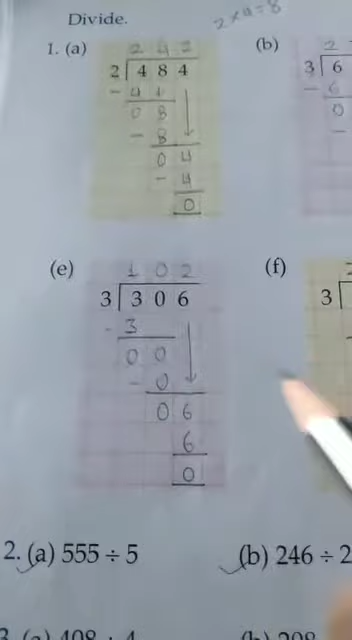 Divide.
2×4=8
1. (a)
2 4 2
2 4 8 4
- 4
0 8
- 8
0 4
- 4
0
(b)
2
3 6
- 6
0
-
(e)
1 0 2
3 3 0 6
- 3
0 0
- 0
0 6
6
0
(f)
3
2. (a) 555 ÷ 5
(b) 246 ÷ 2